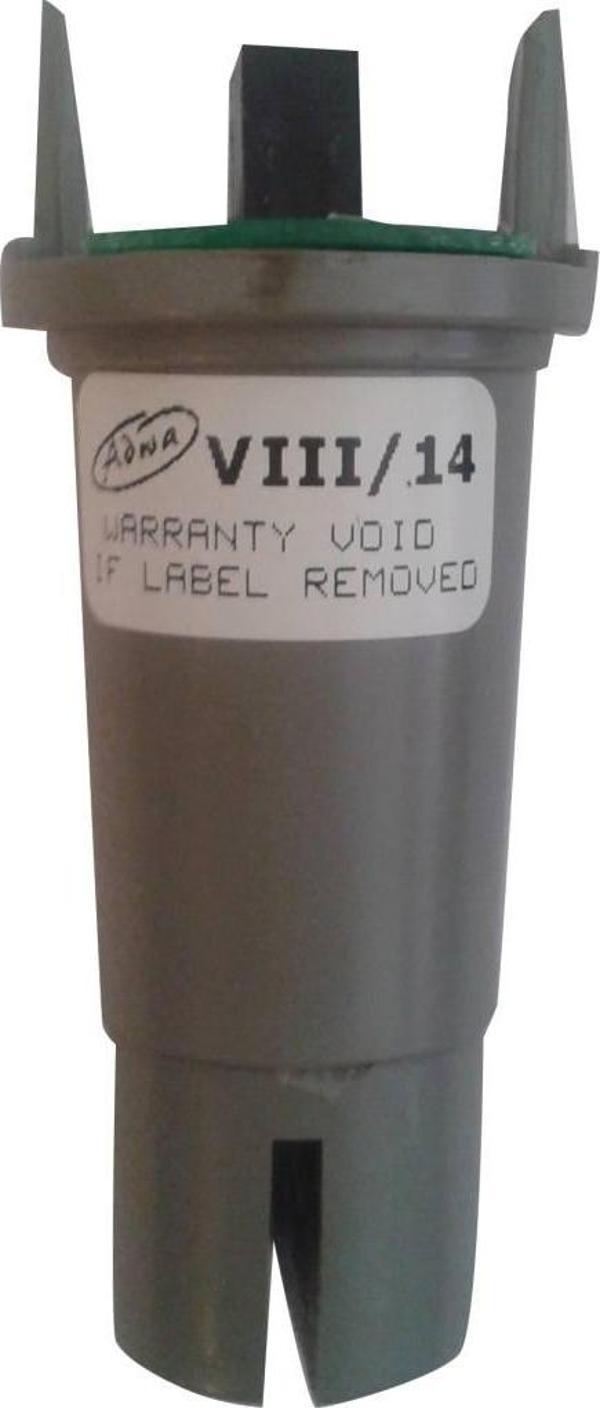 Adwa VIII/14
WARRANTY VOID
IF LABEL REMOVED